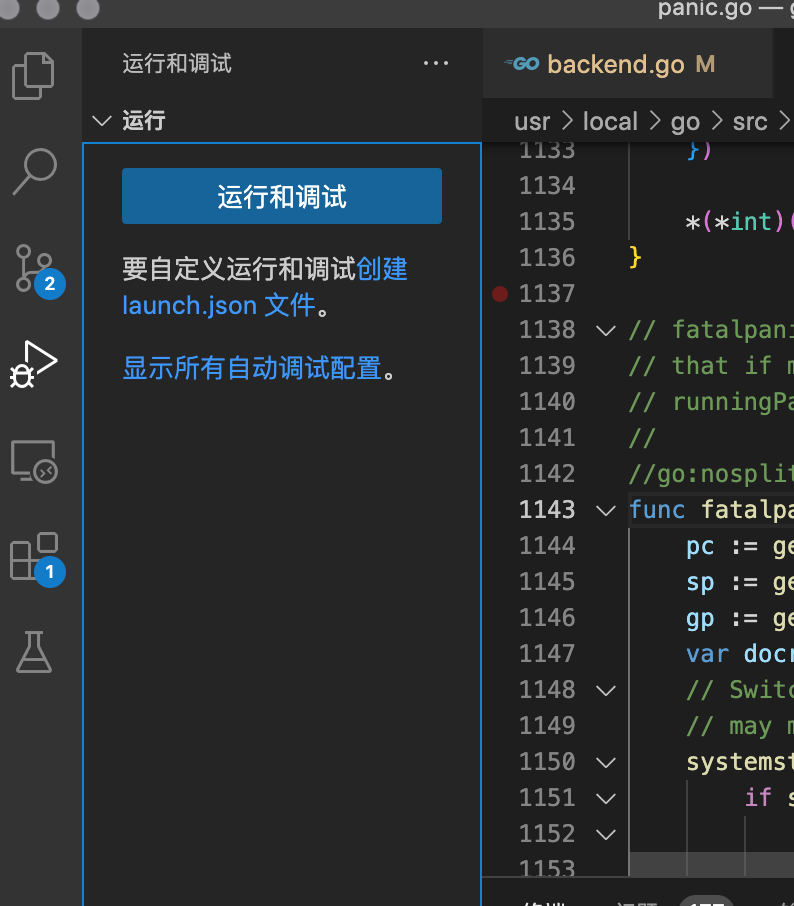 panic.go —
运行和调试 ···
GO backend.go M
运行
usr > local > go > src >
运行和调试
要自定义运行和调试创建
launch.json 文件。
显示所有自动调试配置。
2
1
1133 })
1134
1135 *(*int)(
1136 }
1137
1138 // fatalpani
1139 // that if m
1140 // runningPa
1141 //
1142 //go:nosplit
1143 func fatalpa
1144 pc := ge
1145 sp := ge
1146 gp := ge
1147 var docr
1148 // Switc
1149 // may m
1150 systemst
1151 if s
1152
1153